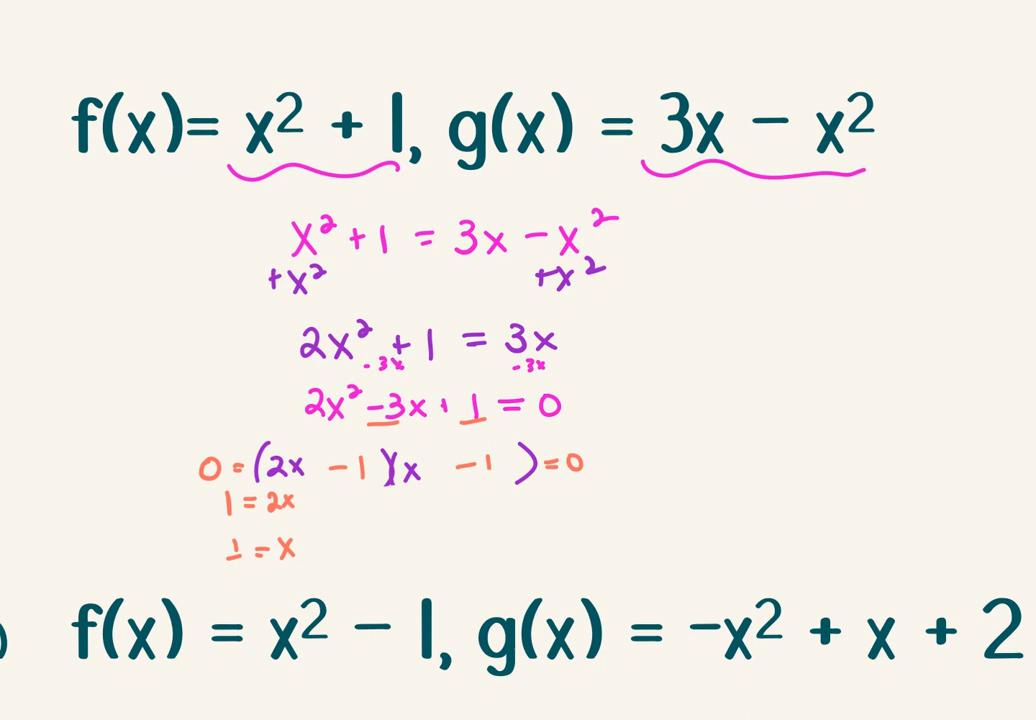 f(x)= x² + 1, g(x) = 3x − x²
x² + 1 = 3x − x²
+x² +x²
2x² + 1 = 3x
-3x -3x
2x² − 3x + 1 = 0
0 = (2x − 1)(x − 1) = 0
1 = 2x
1 = x
) f(x) = x² − 1, g(x) = -x² + x + 2